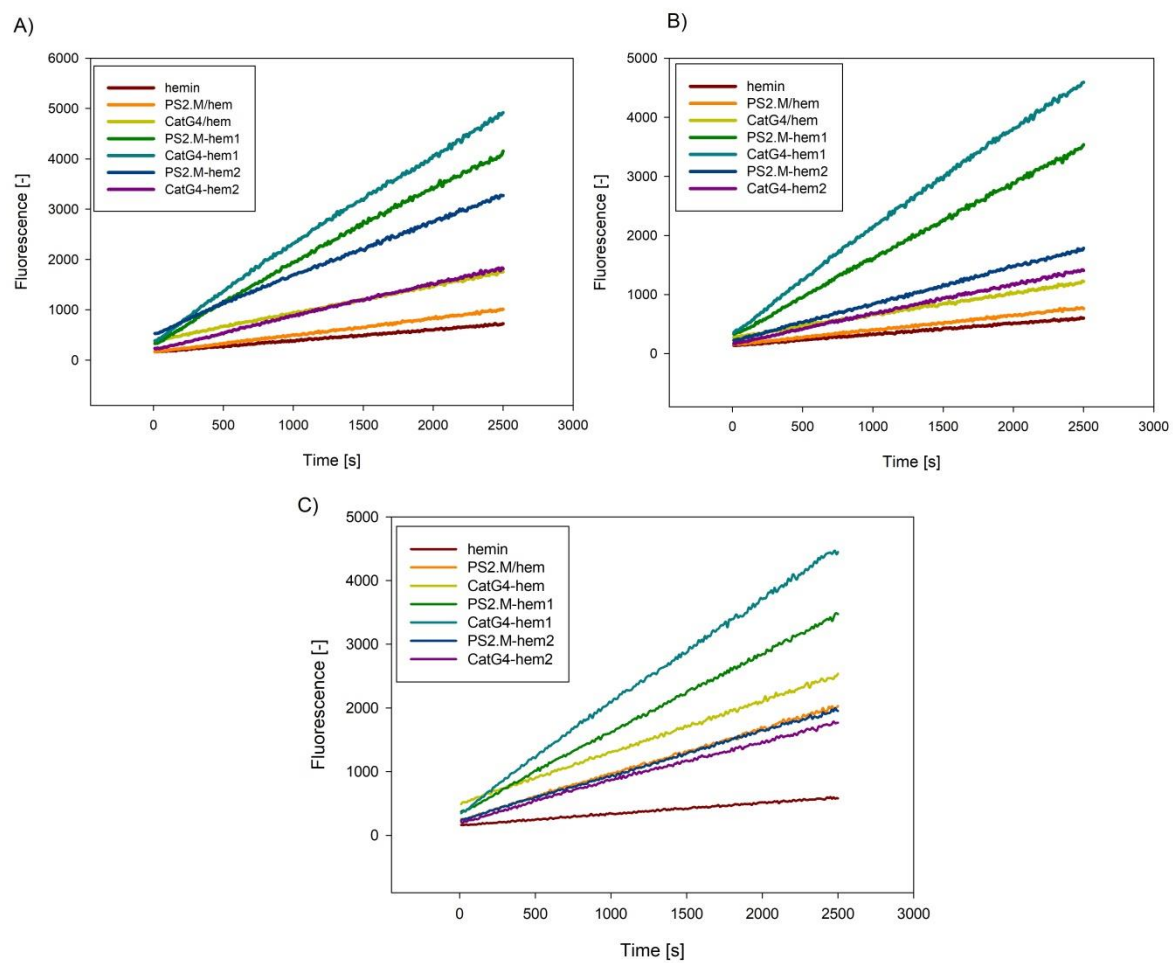 A)
6000
5000
4000
3000
2000
1000
0
Fluorescence [-]
hemin
PS2.M/hem
CatG4/hem
PS2.M-hem1
CatG4-hem1
PS2.M-hem2
CatG4-hem2
0 500 1000 1500 2000 2500 3000
Time [s]
B)
5000
4000
3000
2000
1000
0
Fluorescence [-]
hemin
PS2.M/hem
CatG4/hem
PS2.M-hem1
CatG4-hem1
PS2.M-hem2
CatG4-hem2
0 500 1000 1500 2000 2500 3000
Time [s]
C)
5000
4000
3000
2000
1000
0
Fluorescence [-]
hemin
PS2.M/hem
CatG4-hem
PS2.M-hem1
CatG4-hem1
PS2.M-hem2
CatG4-hem2
0 500 1000 1500 2000 2500 3000
Time [s]